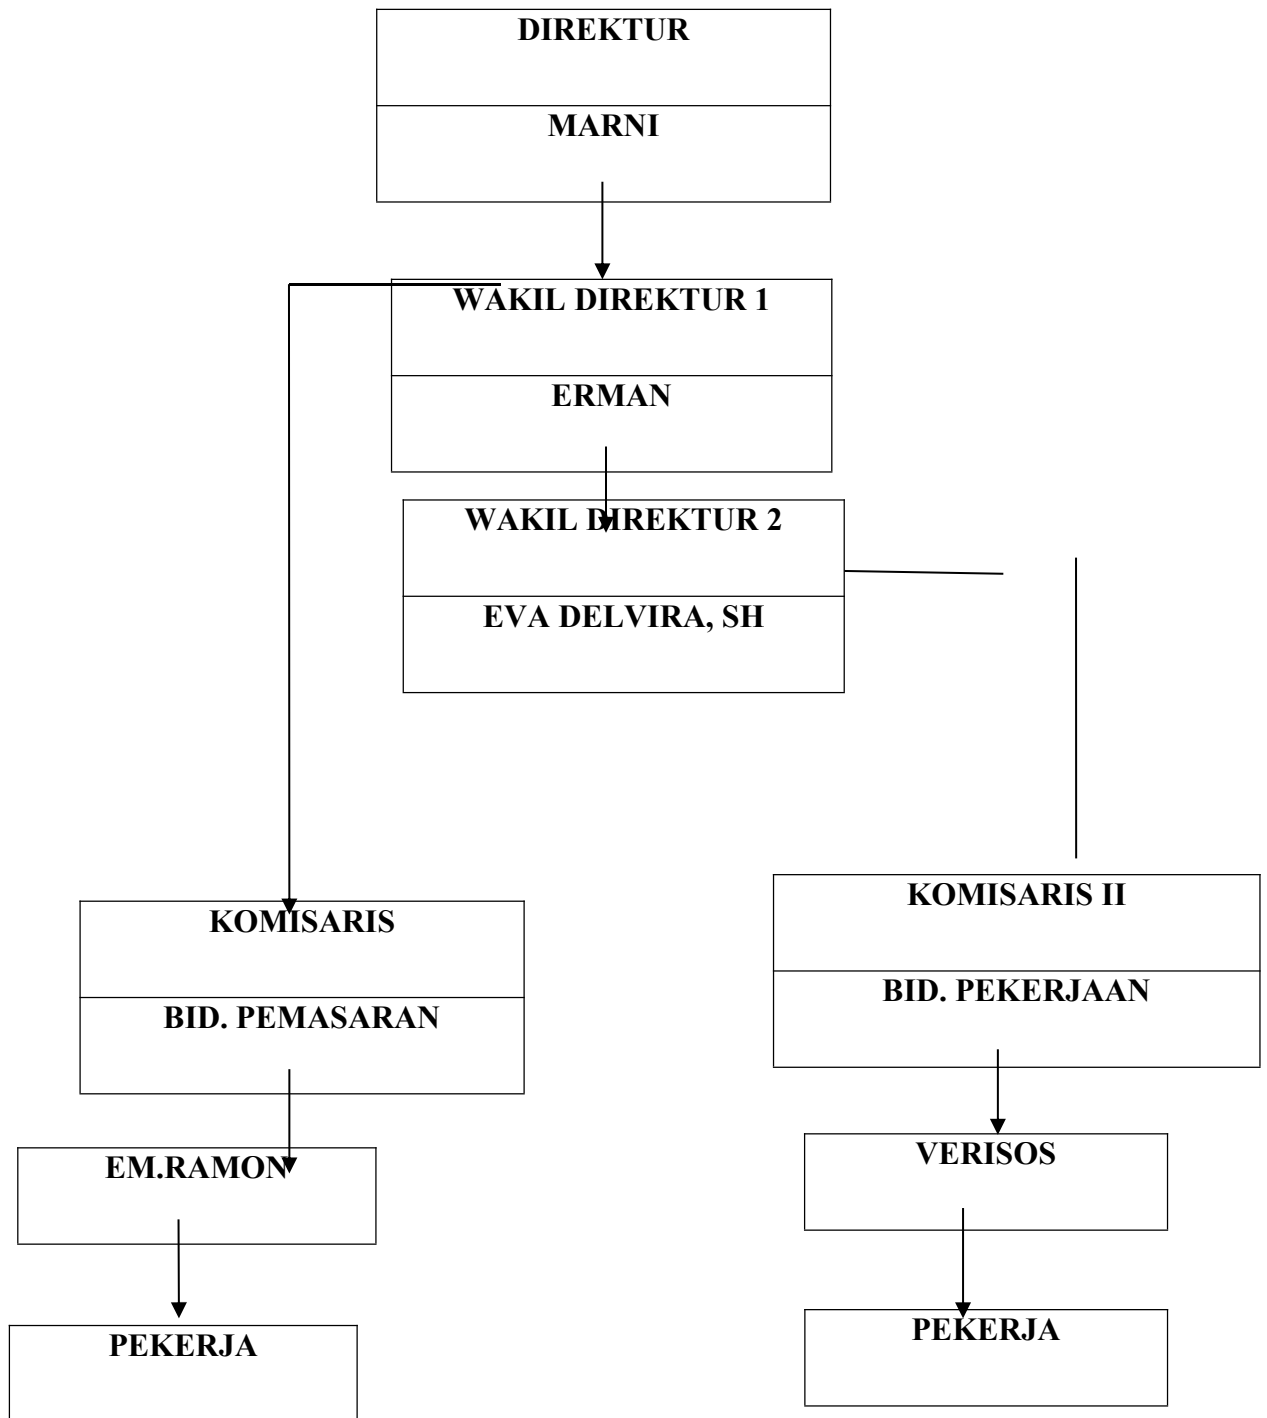 DIREKTUR
MARNI
WAKIL DIREKTUR 1
ERMAN
WAKIL DIREKTUR 2
EVA DELVIRA, SH
KOMISARIS
BID. PEMASARAN
EM.RAMON
PEKERJA
KOMISARIS II
BID. PEKERJAAN
VERISOS
PEKERJA